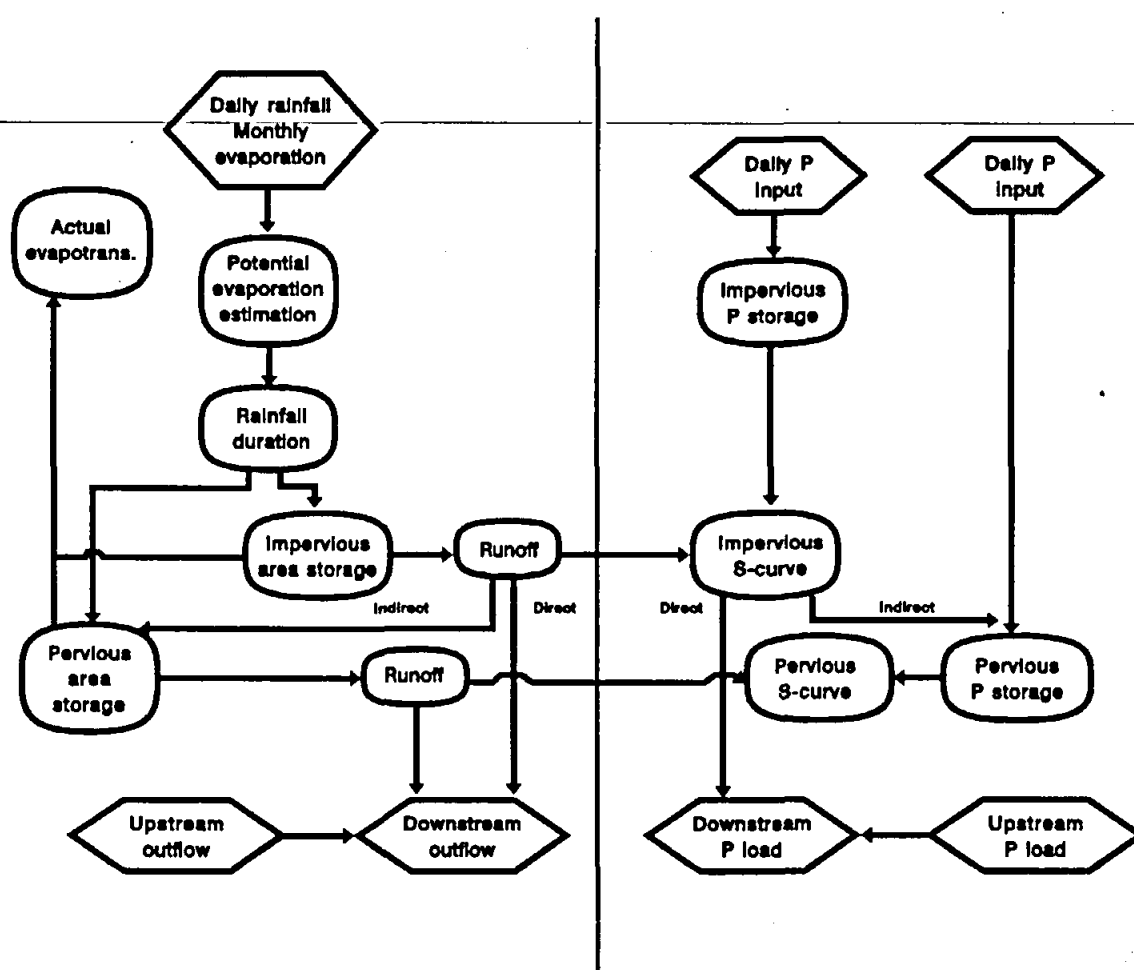 Daily rainfall
Monthly
evaporation
Actual
evapotrans.
Potential
evaporation
estimation
Rainfall
duration
Impervious
area storage
Runoff
Indirect
Direct
Pervious
area
storage
Runoff
Upstream
outflow
Downstream
outflow
Daily P
Input
Daily P
Input
Impervious
P storage
Impervious
S-curve
Direct
Indirect
Pervious
S-curve
Pervious
P storage
Downstream
P load
Upstream
P load